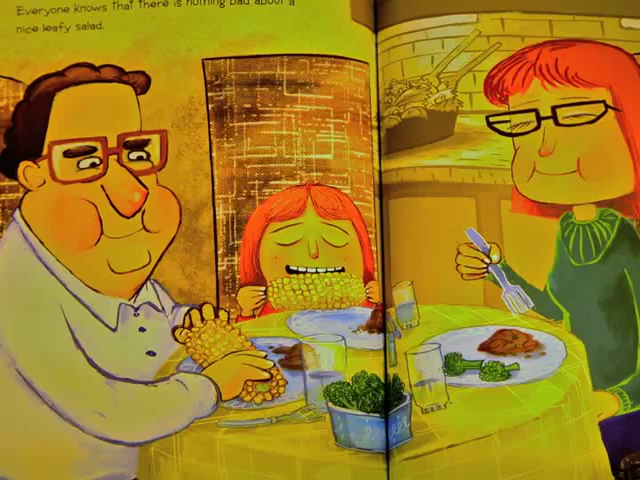 Everyone knows that there is nothing bad about a
nice leafy salad.